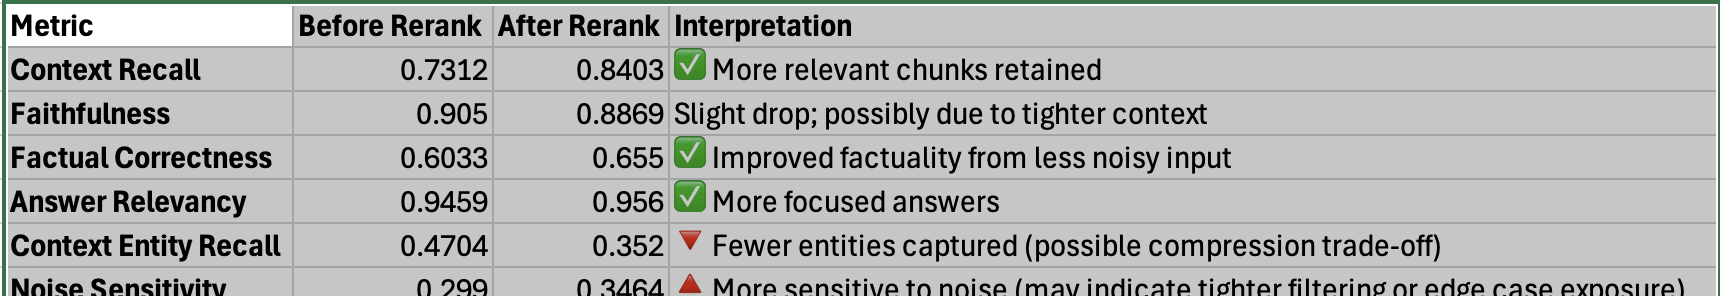 Metric Before Rerank After Rerank Interpretation
Context Recall 0.7312 0.8403 ✅ More relevant chunks retained
Faithfulness 0.905 0.8869 Slight drop; possibly due to tighter context
Factual Correctness 0.6033 0.655 ✅ Improved factuality from less noisy input
Answer Relevancy 0.9459 0.956 ✅ More focused answers
Context Entity Recall 0.4704 0.352 🔻 Fewer entities captured (possible compression trade-off)
Noise Sensitivity 0.299 0.3464 🔺 More sensitive to noise (may indicate tighter filtering or edge case exposure)